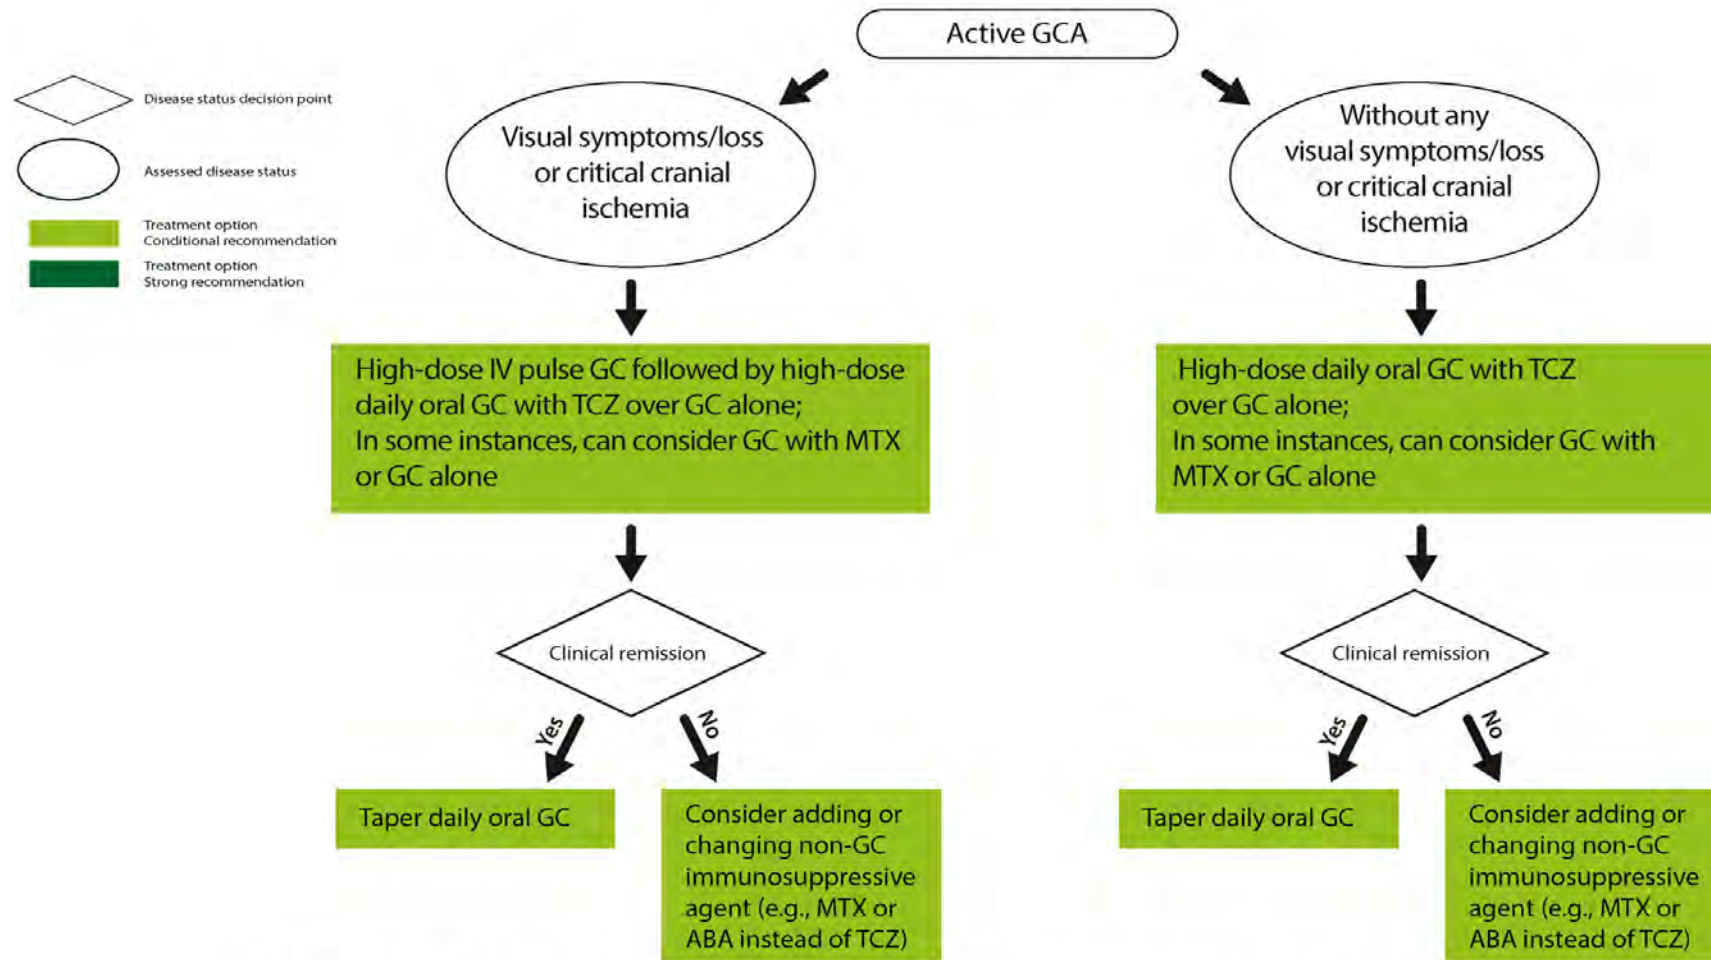 Active GCA
Disease status decision point
Assessed disease status
Treatment option
Conditional recommendation
Treatment option
Strong recommendation
Visual symptoms/loss
or critical cranial
ischemia
Without any
visual symptoms/loss
or critical cranial
ischemia
High-dose IV pulse GC followed by high-dose
daily oral GC with TCZ over GC alone;
In some instances, can consider GC with MTX
or GC alone
High-dose daily oral GC with TCZ
over GC alone;
In some instances, can consider GC with
MTX or GC alone
Clinical remission
Yes
No
Taper daily oral GC
Consider adding or
changing non-GC
immunosuppressive
agent (e.g., MTX or
ABA instead of TCZ)
Clinical remission
Yes
No
Taper daily oral GC
Consider adding or
changing non-GC
immunosuppressive
agent (e.g., MTX or
ABA instead of TCZ)